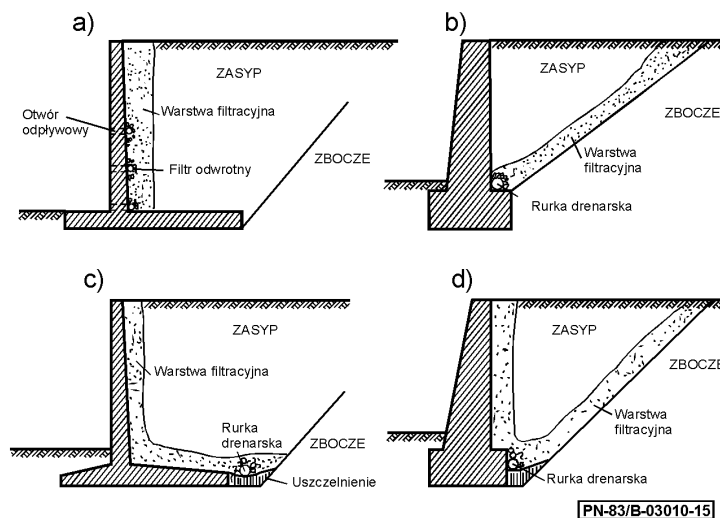 a)
ZASYP
Otwór
odpływowy
Warstwa filtracyjna
Filtr odwrotny
ZBOCZE
b)
ZASYP
ZBOCZE
Warstwa
filtracyjna
Rurka drenarska
c)
ZASYP
Warstwa filtracyjna
Rurka
drenarska
ZBOCZE
Uszczelnienie
d)
ZASYP
ZBOCZE
Warstwa
filtracyjna
Rurka drenarska
PN-83/B-03010-15